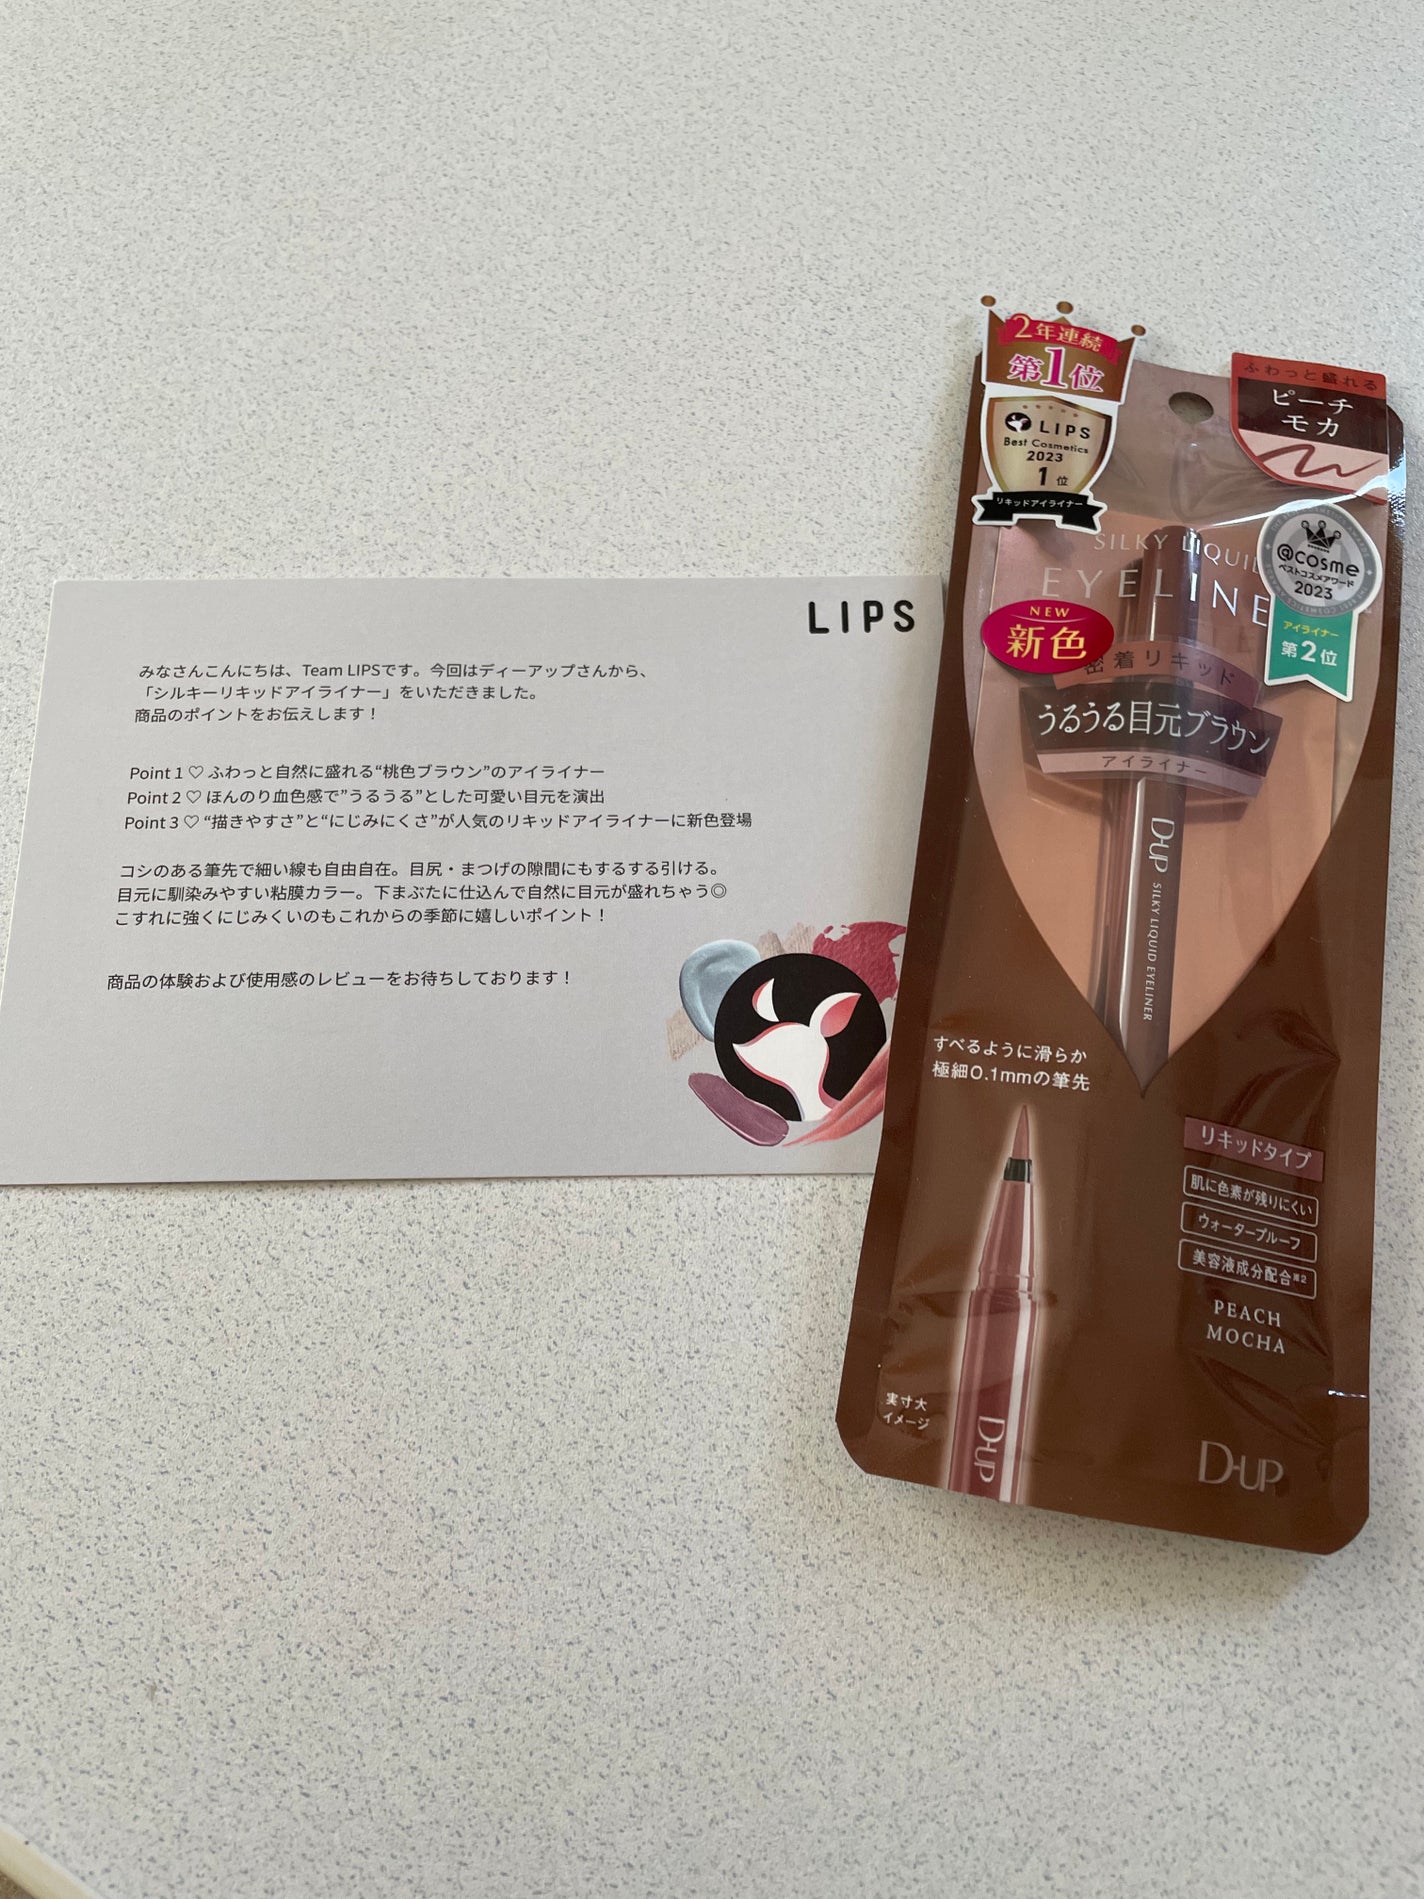 LIPS
みなさんこんにちは、Team LIPSです。今回はディーアップさんから、
「シルキーリキッドアイライナー」をいただきました。
商品のポイントをお伝えします！
Point 1 ♡ ふわっと自然に盛れる“桃色ブラウン”のアイライナー
Point 2 ♡ ほんのり血色感で”うるうる”とした可愛い目元を演出
Point 3 ♡ “描きやすさ”と“にじみにくさ”が人気のリキッドアイライナーに新色登場
コシのある筆先で細い線も自由自在。目尻・まつげの隙間にもするする引ける。
目元に馴染みやすい粘膜カラー。下まぶたに仕込んで自然に目元が盛れちゃう◎
こすれに強くにじみくいのもこれからの季節に嬉しいポイント！
商品の体験および使用感のレビューをお待ちしております！
2年連続
第1位
LIPS
Best Cosmetics
2023
1位
リキッドアイライナー
ふわっと盛れる
ピーチ
モカ
@cosme
ベストコスメアワード
2023
アイライナー
第2位
SILKY LIQUI
EYELINE
NEW
新色
密着リキッド
うるうる目元ブラウン
アイライナー
D-UP SILKY LIQUID EYELINER
すべるように滑らか
極細0.1mmの筆先
リキッドタイプ
肌に色素が残りにくい
ウォータープルーフ
美容液成分配合※2
PEACH
MOCHA
実寸大
イメージ
D-UP
D-UP